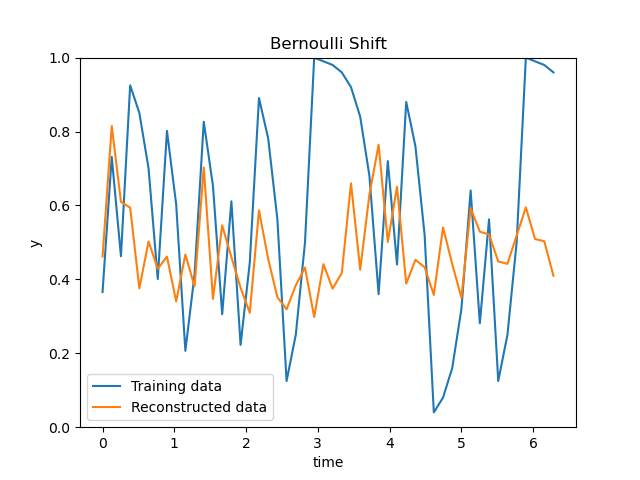 Bernoulli Shift
1.0
0.8
0.6
0.4
0.2
0.0
y
Training data
Reconstructed data
0 1 2 3 4 5 6
time